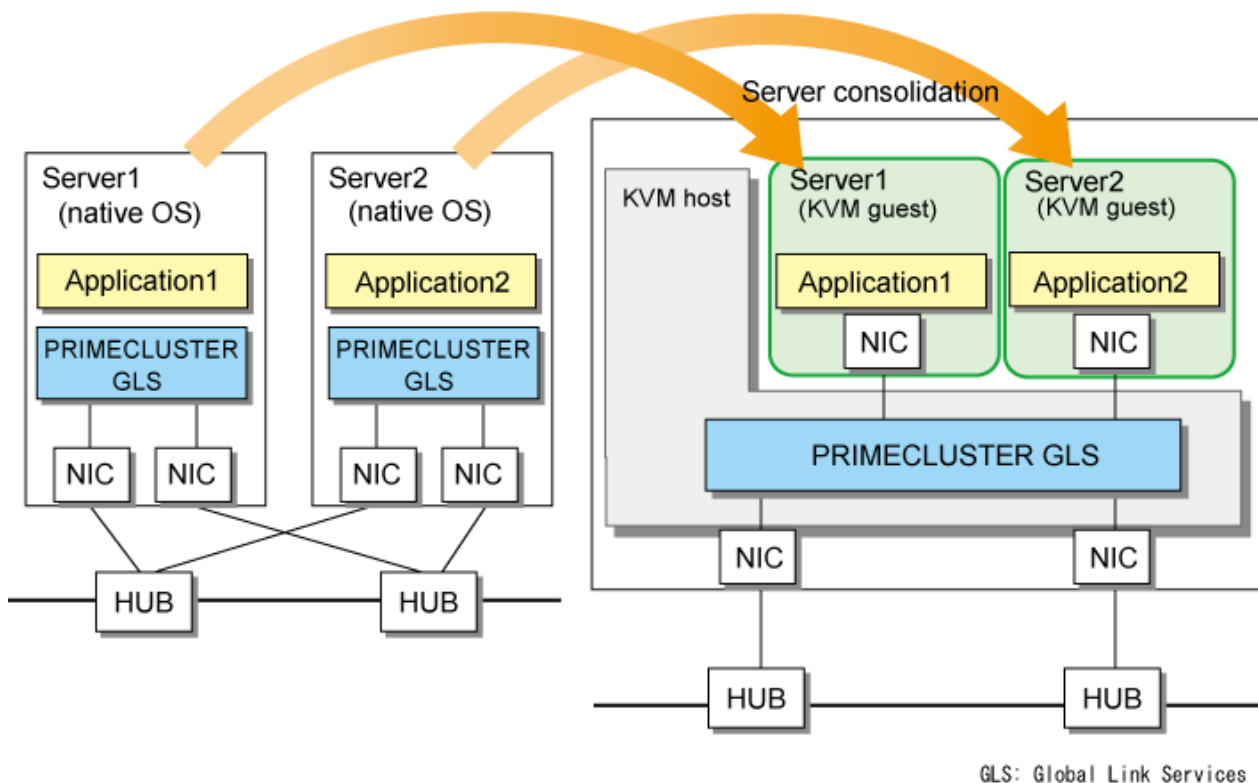 Server consolidation
Server1
(native OS)
Application1
PRIMECLUSTER
GLS
NIC
NIC
Server2
(native OS)
Application2
PRIMECLUSTER
GLS
NIC
NIC
HUB
HUB
KVM host
Server1
(KVM guest)
Application1
NIC
Server2
(KVM guest)
Application2
NIC
PRIMECLUSTER GLS
NIC
NIC
HUB
HUB
GLS: Global Link Services